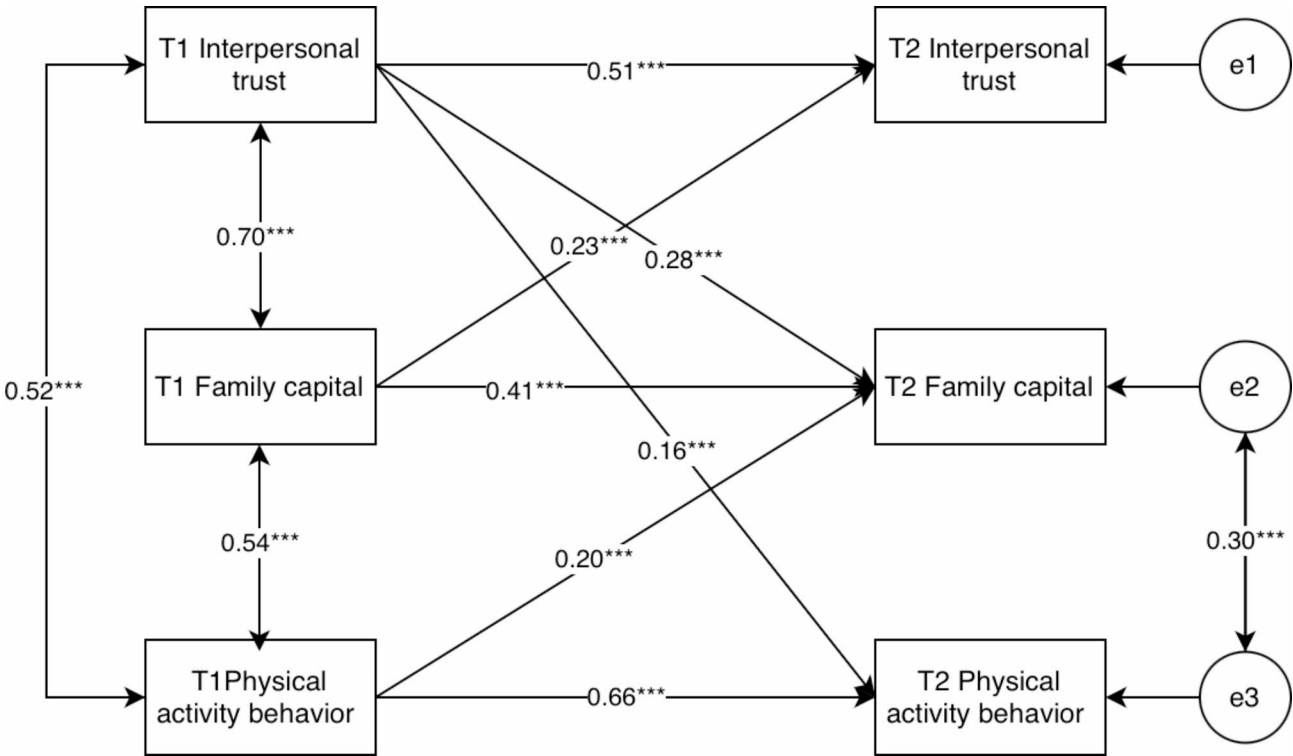 T1 Interpersonal
trust
0.51***
T2 Interpersonal
trust
e1
0.70***
0.23***
0.28***
0.52***
T1 Family capital
0.41***
T2 Family capital
e2
0.16***
0.54***
0.20***
0.30***
T1Physical
activity behavior
0.66***
T2 Physical
activity behavior
e3